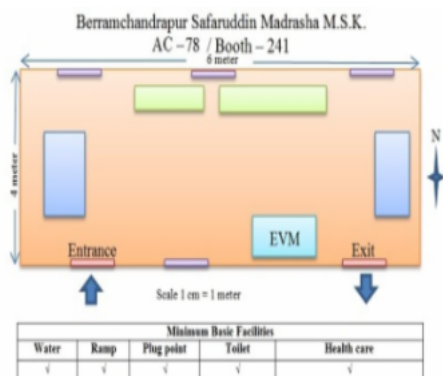 Berramchandrapur Safaruddin Madrasha M.S.K.
AC –78 / Booth – 241
6 meter
4 meter
N
EVM
Entrance
Exit
Scale 1 cm = 1 meter
Minimum Basic Facilities
Water Ramp Plug point Toilet Health care
√ √ √ √ √